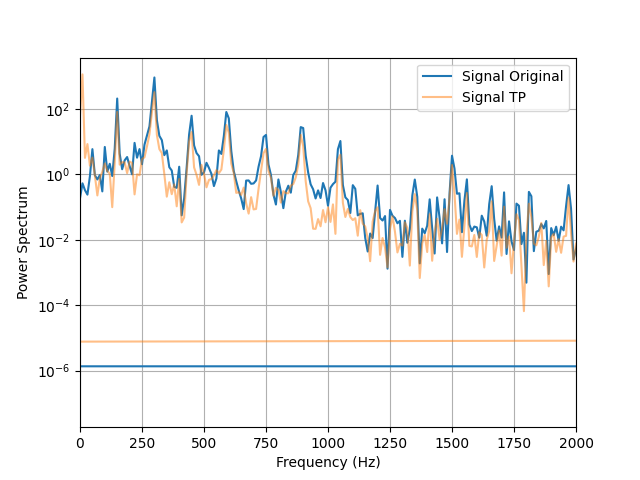 Signal Original
Signal TP
Power Spectrum
10²
10⁰
10⁻²
10⁻⁴
10⁻⁶
0 250 500 750 1000 1250 1500 1750 2000
Frequency (Hz)